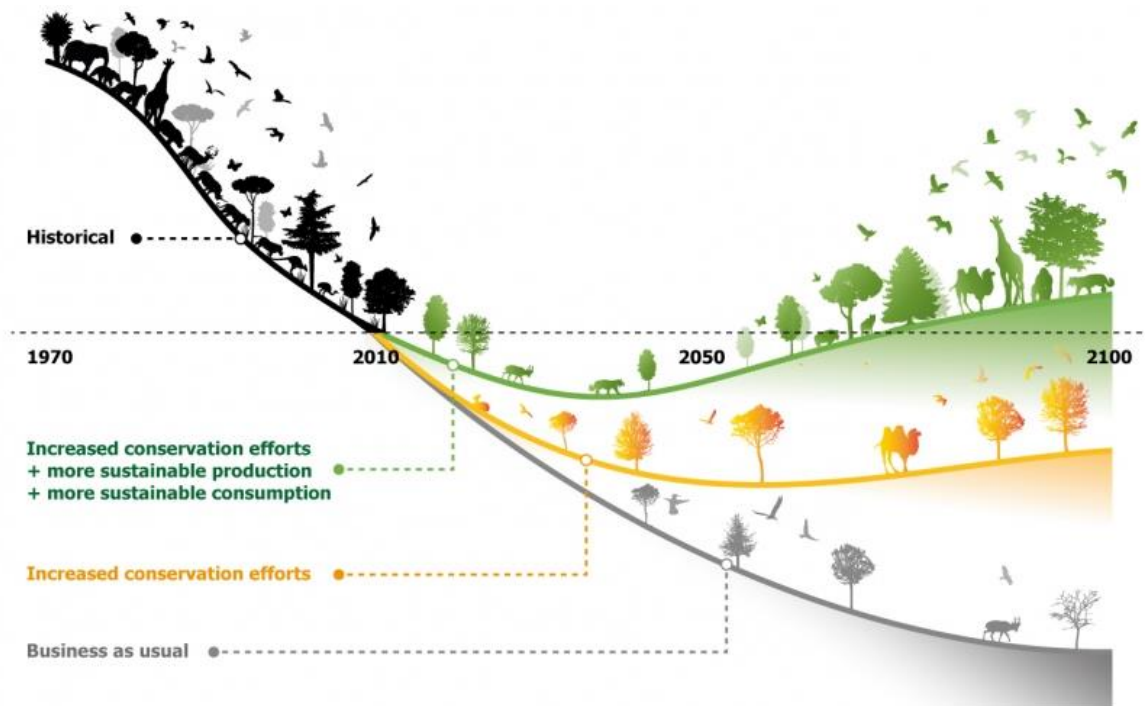 Historical
1970 2010 2050 2100
Increased conservation efforts
+ more sustainable production
+ more sustainable consumption
Increased conservation efforts
Business as usual